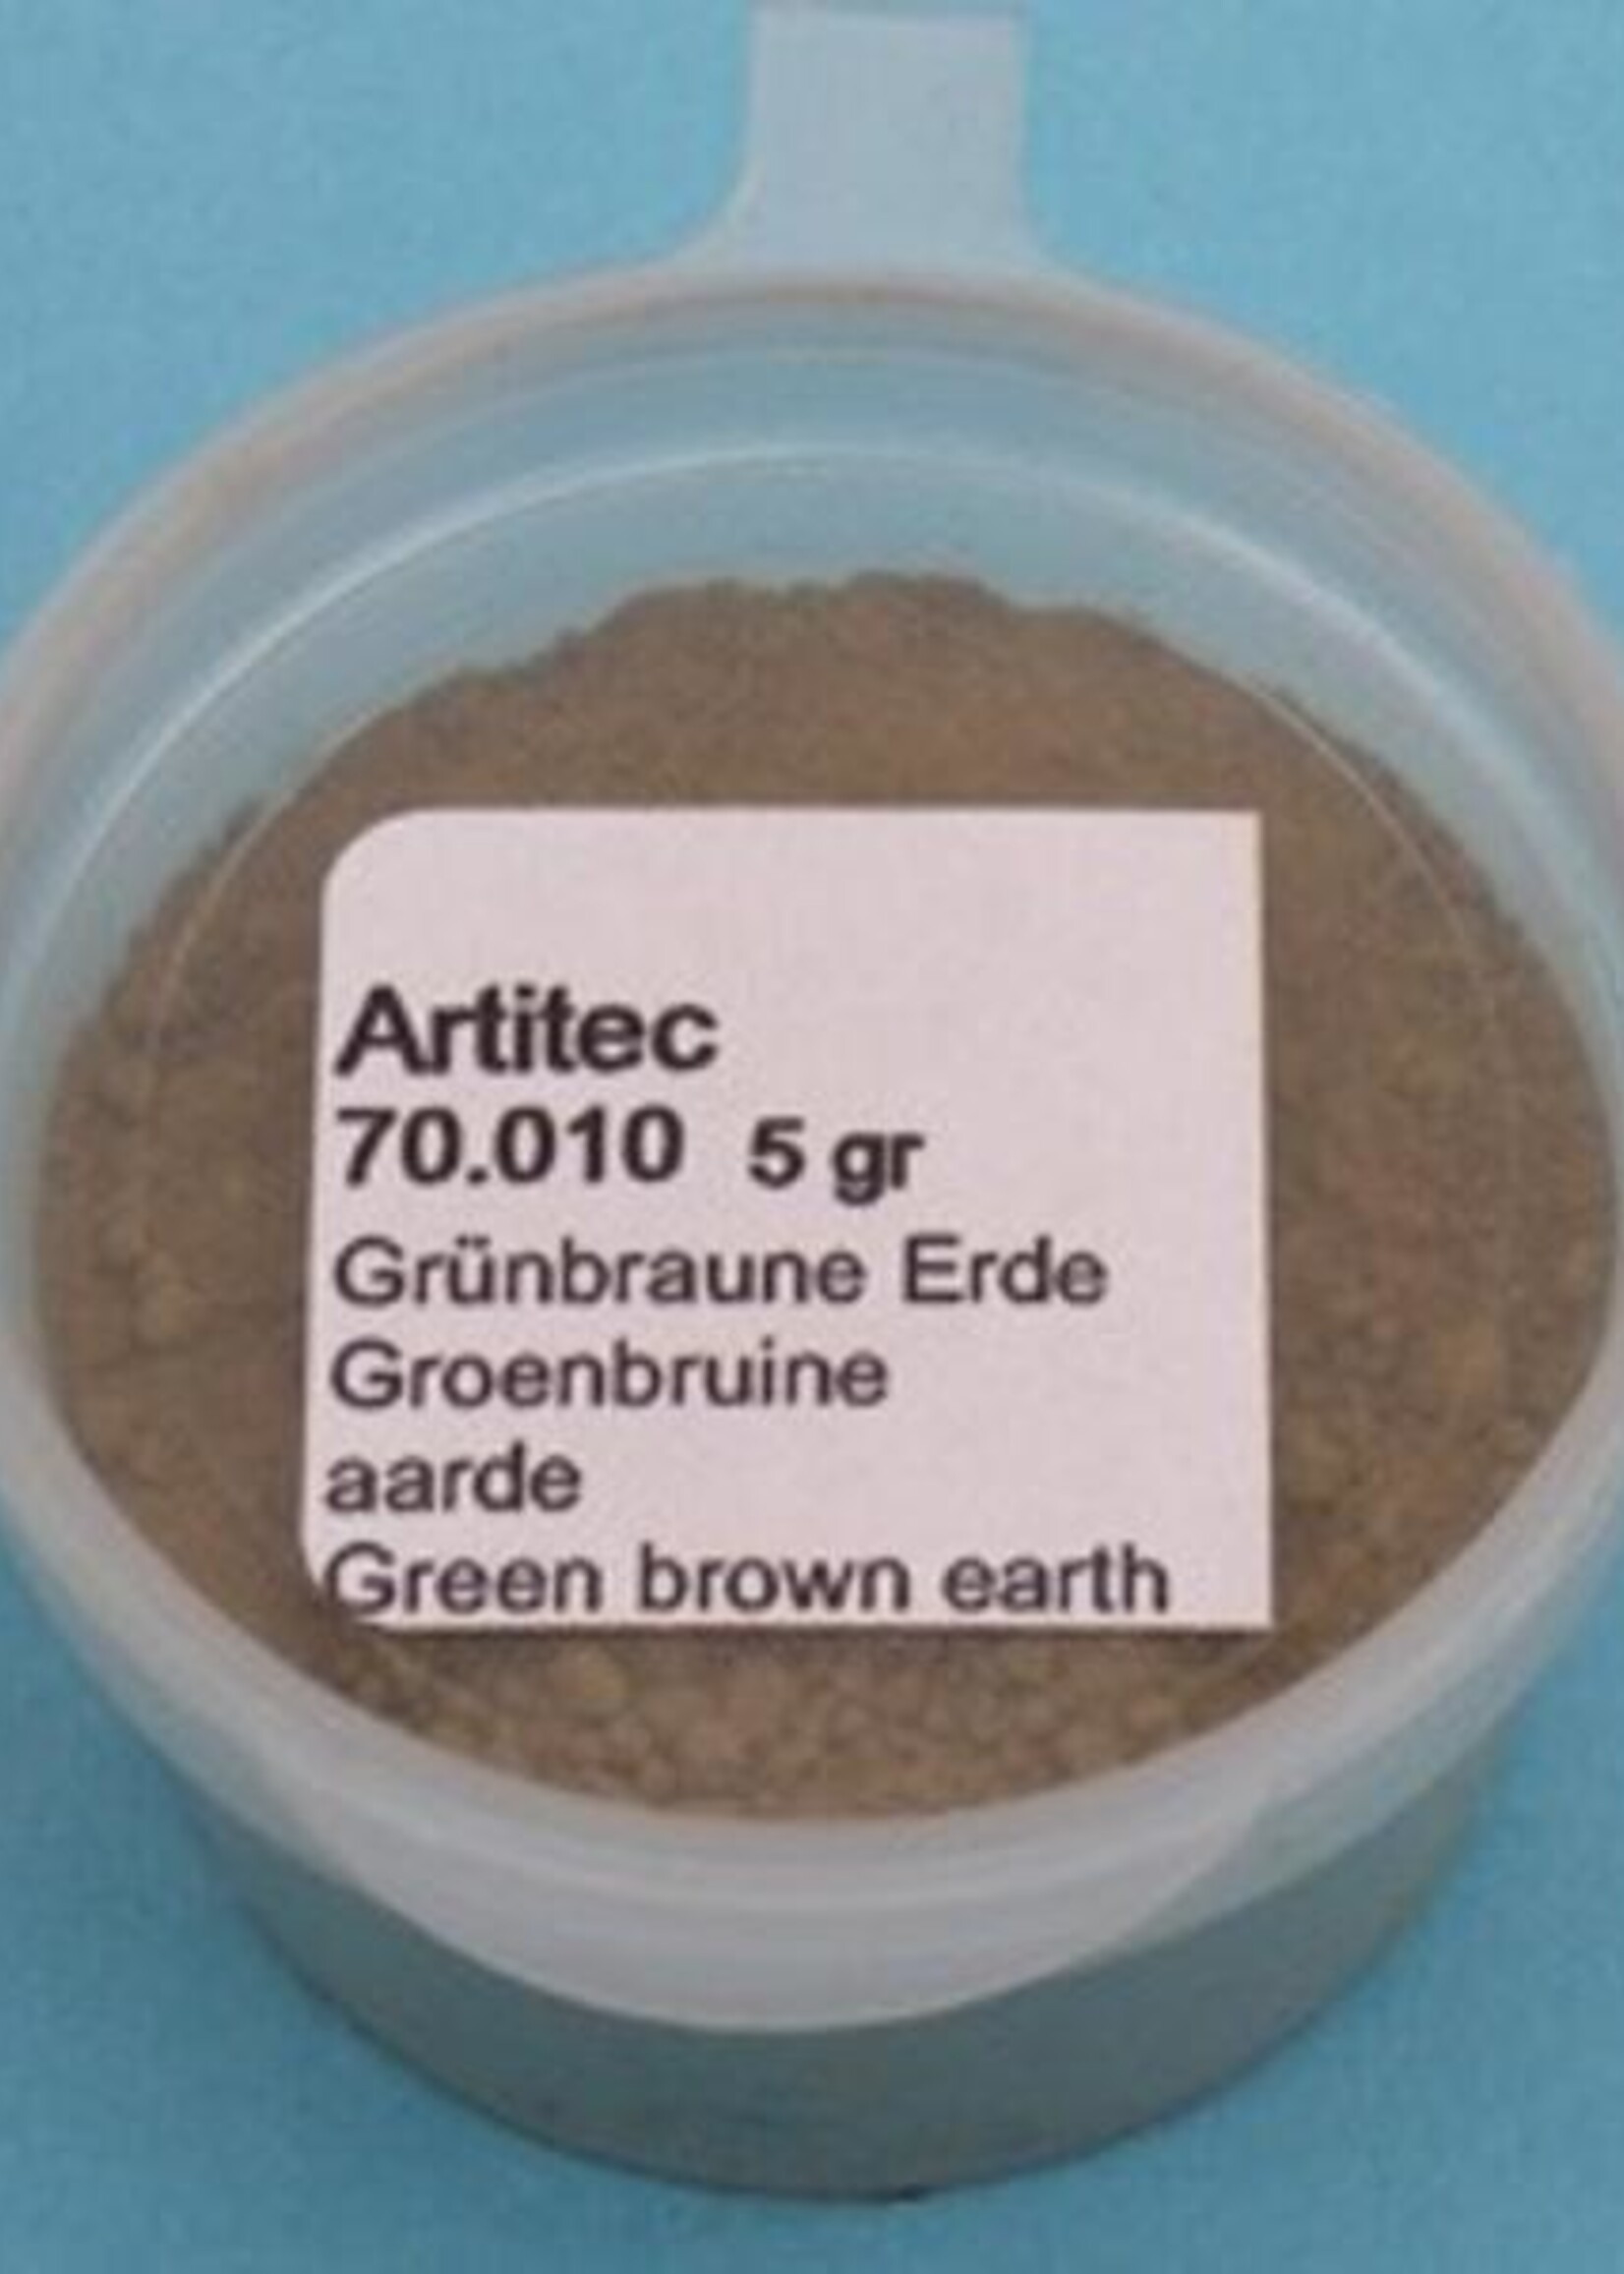 Artitec
70.010 5 gr
Grünbraune Erde
Groenbruine
aarde
Green brown earth